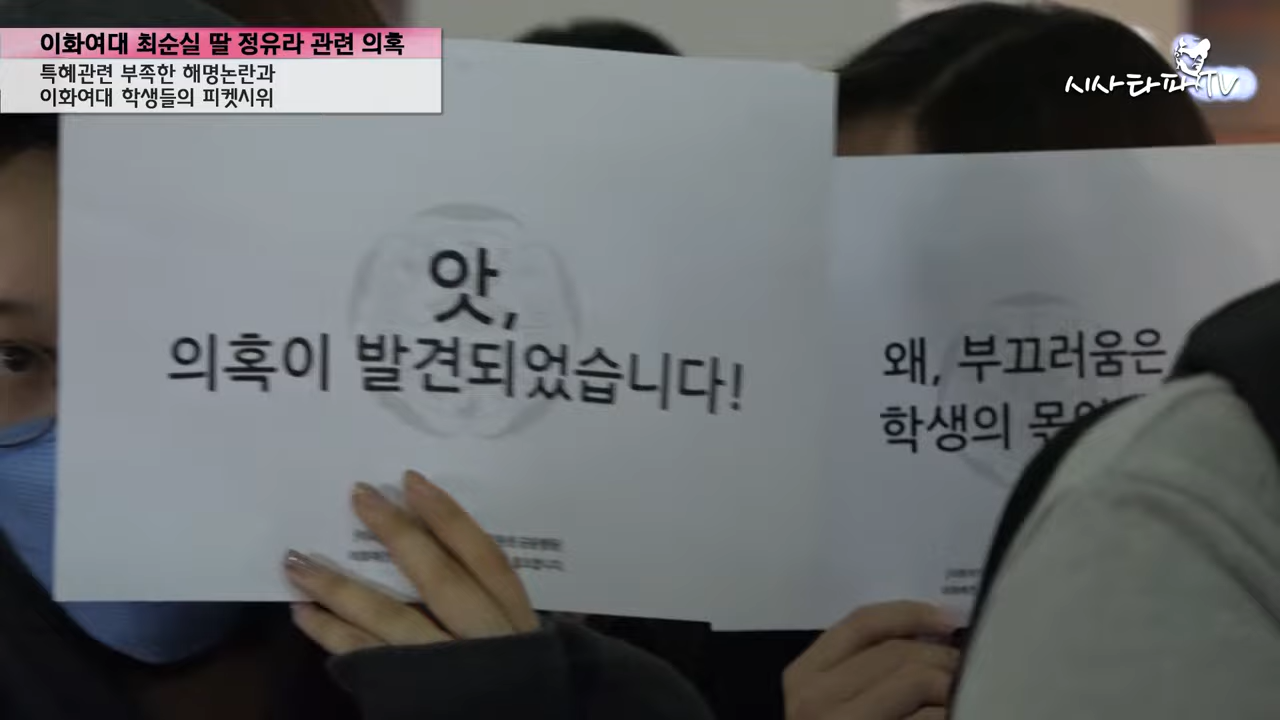 이화여대 최순실 딸 정유라 관련 의혹
특혜관련 부족한 해명논란과
이화여대 학생들의 피켓시위
시사타파TV
앗,
의혹이 발견되었습니다!
왜, 부끄러움은
학생의